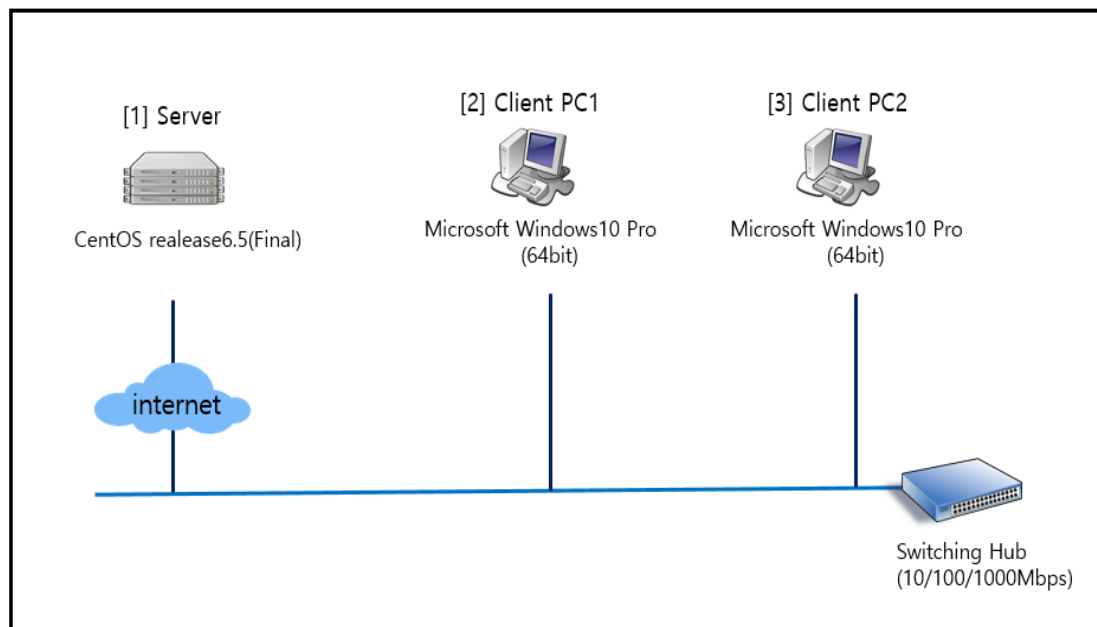 [1] Server
CentOS realease6.5(Final)
internet
[2] Client PC1
Microsoft Windows10 Pro
(64bit)
[3] Client PC2
Microsoft Windows10 Pro
(64bit)
Switching Hub
(10/100/1000Mbps)